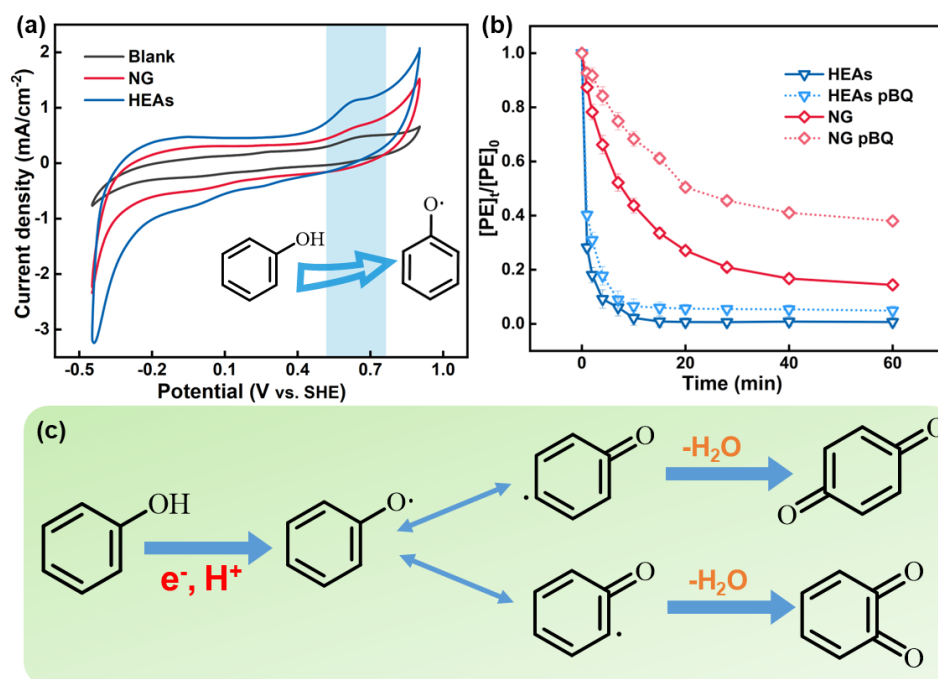 (a)
Blank
NG
HEAs
Current density (mA/cm⁻²)
2
1
0
-1
-2
-3
OH
O·
-0.5
-0.2
0.1
0.4
0.7
1.0
Potential (V vs. SHE)
(b)
HEAs
HEAs pBQ
NG
NG pBQ
[PE]t/[PE]0
1.0
0.8
0.6
0.4
0.2
0.0
0
20
40
60
Time (min)
(c)
OH
e⁻, H⁺
O·
O
·
-H₂O
O
O
O
·
-H₂O
O
O